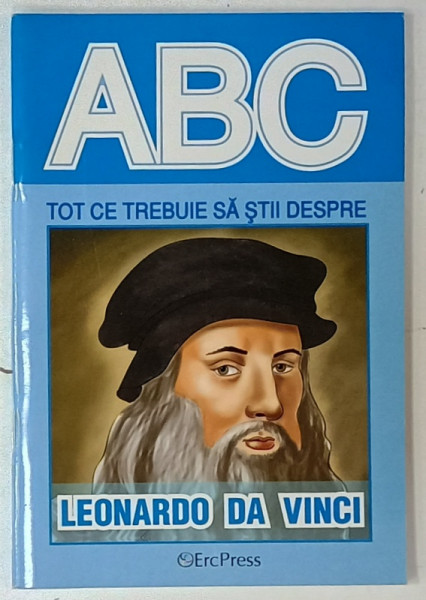 ABC
TOT CE TREBUIE SĂ ŞTII DESPRE
LEONARDO DA VINCI
ErcPress